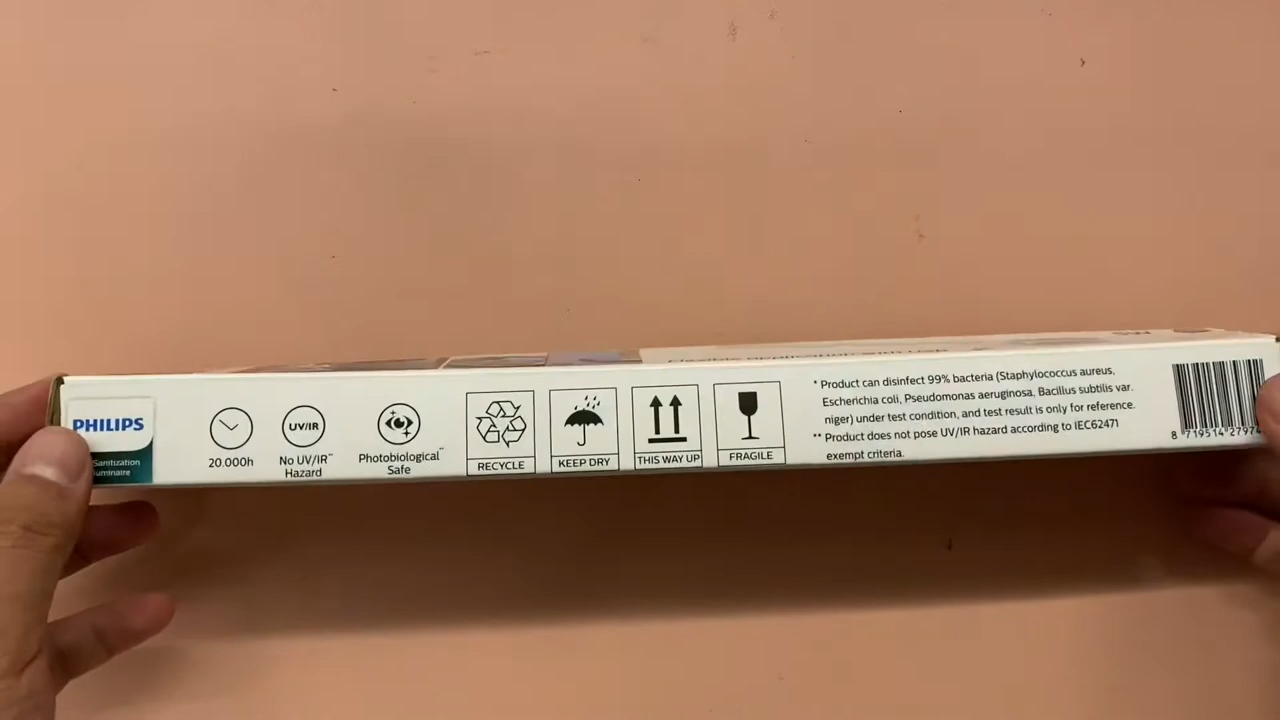 PHILIPS
Sanitization
luminaire
20.000h
UV/IR
No UV/IR**
Hazard
Photobiological**
Safe
RECYCLE
KEEP DRY
THIS WAY UP
FRAGILE
* Product can disinfect 99% bacteria (Staphylococcus aureus,
Escherichia coli, Pseudomonas aeruginosa, Bacillus subtilis var.
niger) under test condition, and test result is only for reference.
** Product does not pose UV/IR hazard according to IEC62471
exempt criteria.
8 719514 27974